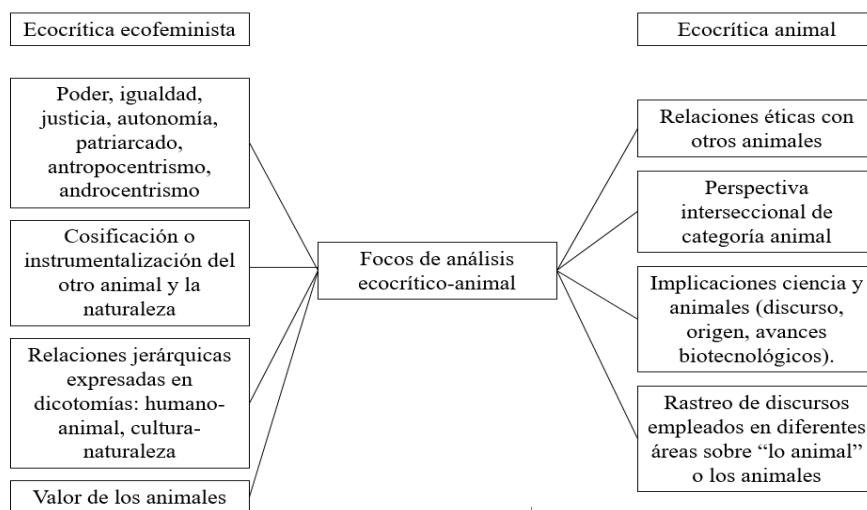 Ecocrítica ecofeminista
Poder, igualdad,
justicia, autonomía,
patriarcado,
antropocentrismo,
androcentrismo
Cosificación o
instrumentalización del
otro animal y la
naturaleza
Relaciones jerárquicas
expresadas en
dicotomías: humano-
animal, cultura-
naturaleza
Valor de los animales
Focos de análisis
ecocrítico-animal
Ecocrítica animal
Relaciones éticas con
otros animales
Perspectiva
interseccional de
categoría animal
Implicaciones ciencia y
animales (discurso,
origen, avances
biotecnológicos).
Rastreo de discursos
empleados en diferentes
áreas sobre “lo animal”
o los animales